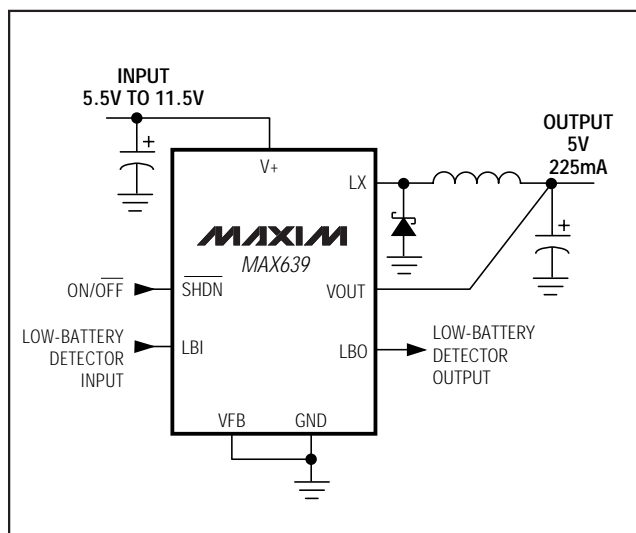 INPUT
5.5V TO 11.5V
OUTPUT
5V
225mA
V+
LX
MAXIM
MAX639
ON/OFF
SHDN
VOUT
LOW-BATTERY
DETECTOR
INPUT
LBI
LBO
LOW-BATTERY
DETECTOR
OUTPUT
VFB
GND
+
+